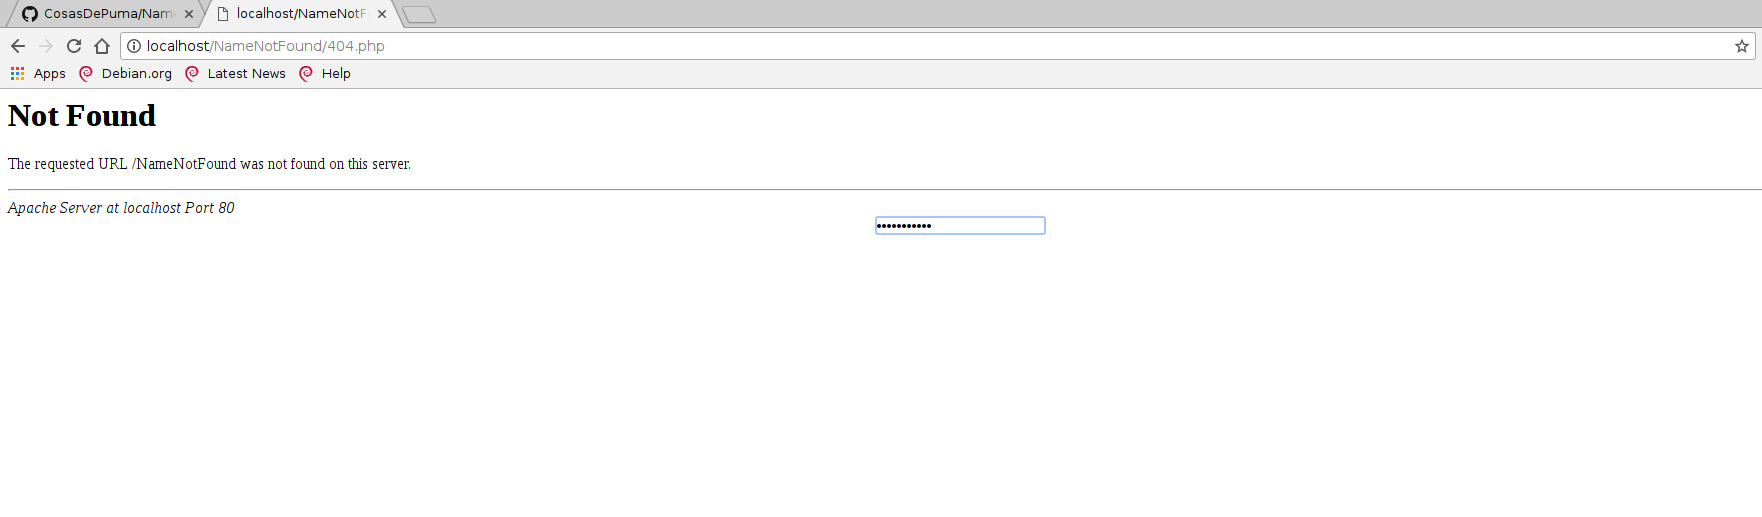 CosasDePuma/Nam
localhost/NameNotF
localhost/NameNotFound/404.php
Apps Debian.org Latest News Help
Not Found
The requested URL /NameNotFound was not found on this server.
Apache Server at localhost Port 80
•••••••••••